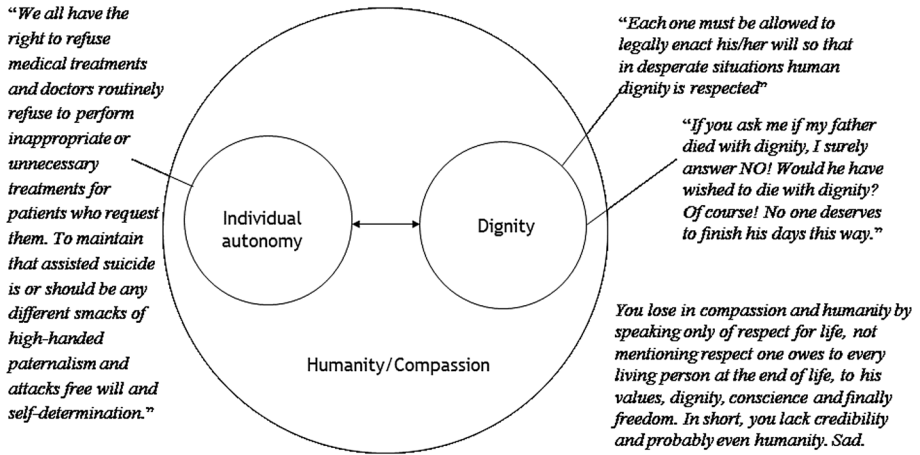 “We all have the
right to refuse
medical treatments
and doctors routinely
refuse to perform
inappropriate or
unnecessary
treatments for
patients who request
them. To maintain
that assisted suicide
is or should be any
different smacks of
high-handed
paternalism and
attacks free will and
self-determination.”
Individual
autonomy
Dignity
Humanity/Compassion
“Each one must be allowed to
legally enact his/her will so that
in desperate situations human
dignity is respected”
“If you ask me if my father
died with dignity, I surely
answer NO! Would he have
wished to die with dignity?
Of course! No one deserves
to finish his days this way.”
You lose in compassion and humanity by
speaking only of respect for life, not
mentioning respect one owes to every
living person at the end of life, to his
values, dignity, conscience and finally
freedom. In short, you lack credibility
and probably even humanity. Sad.